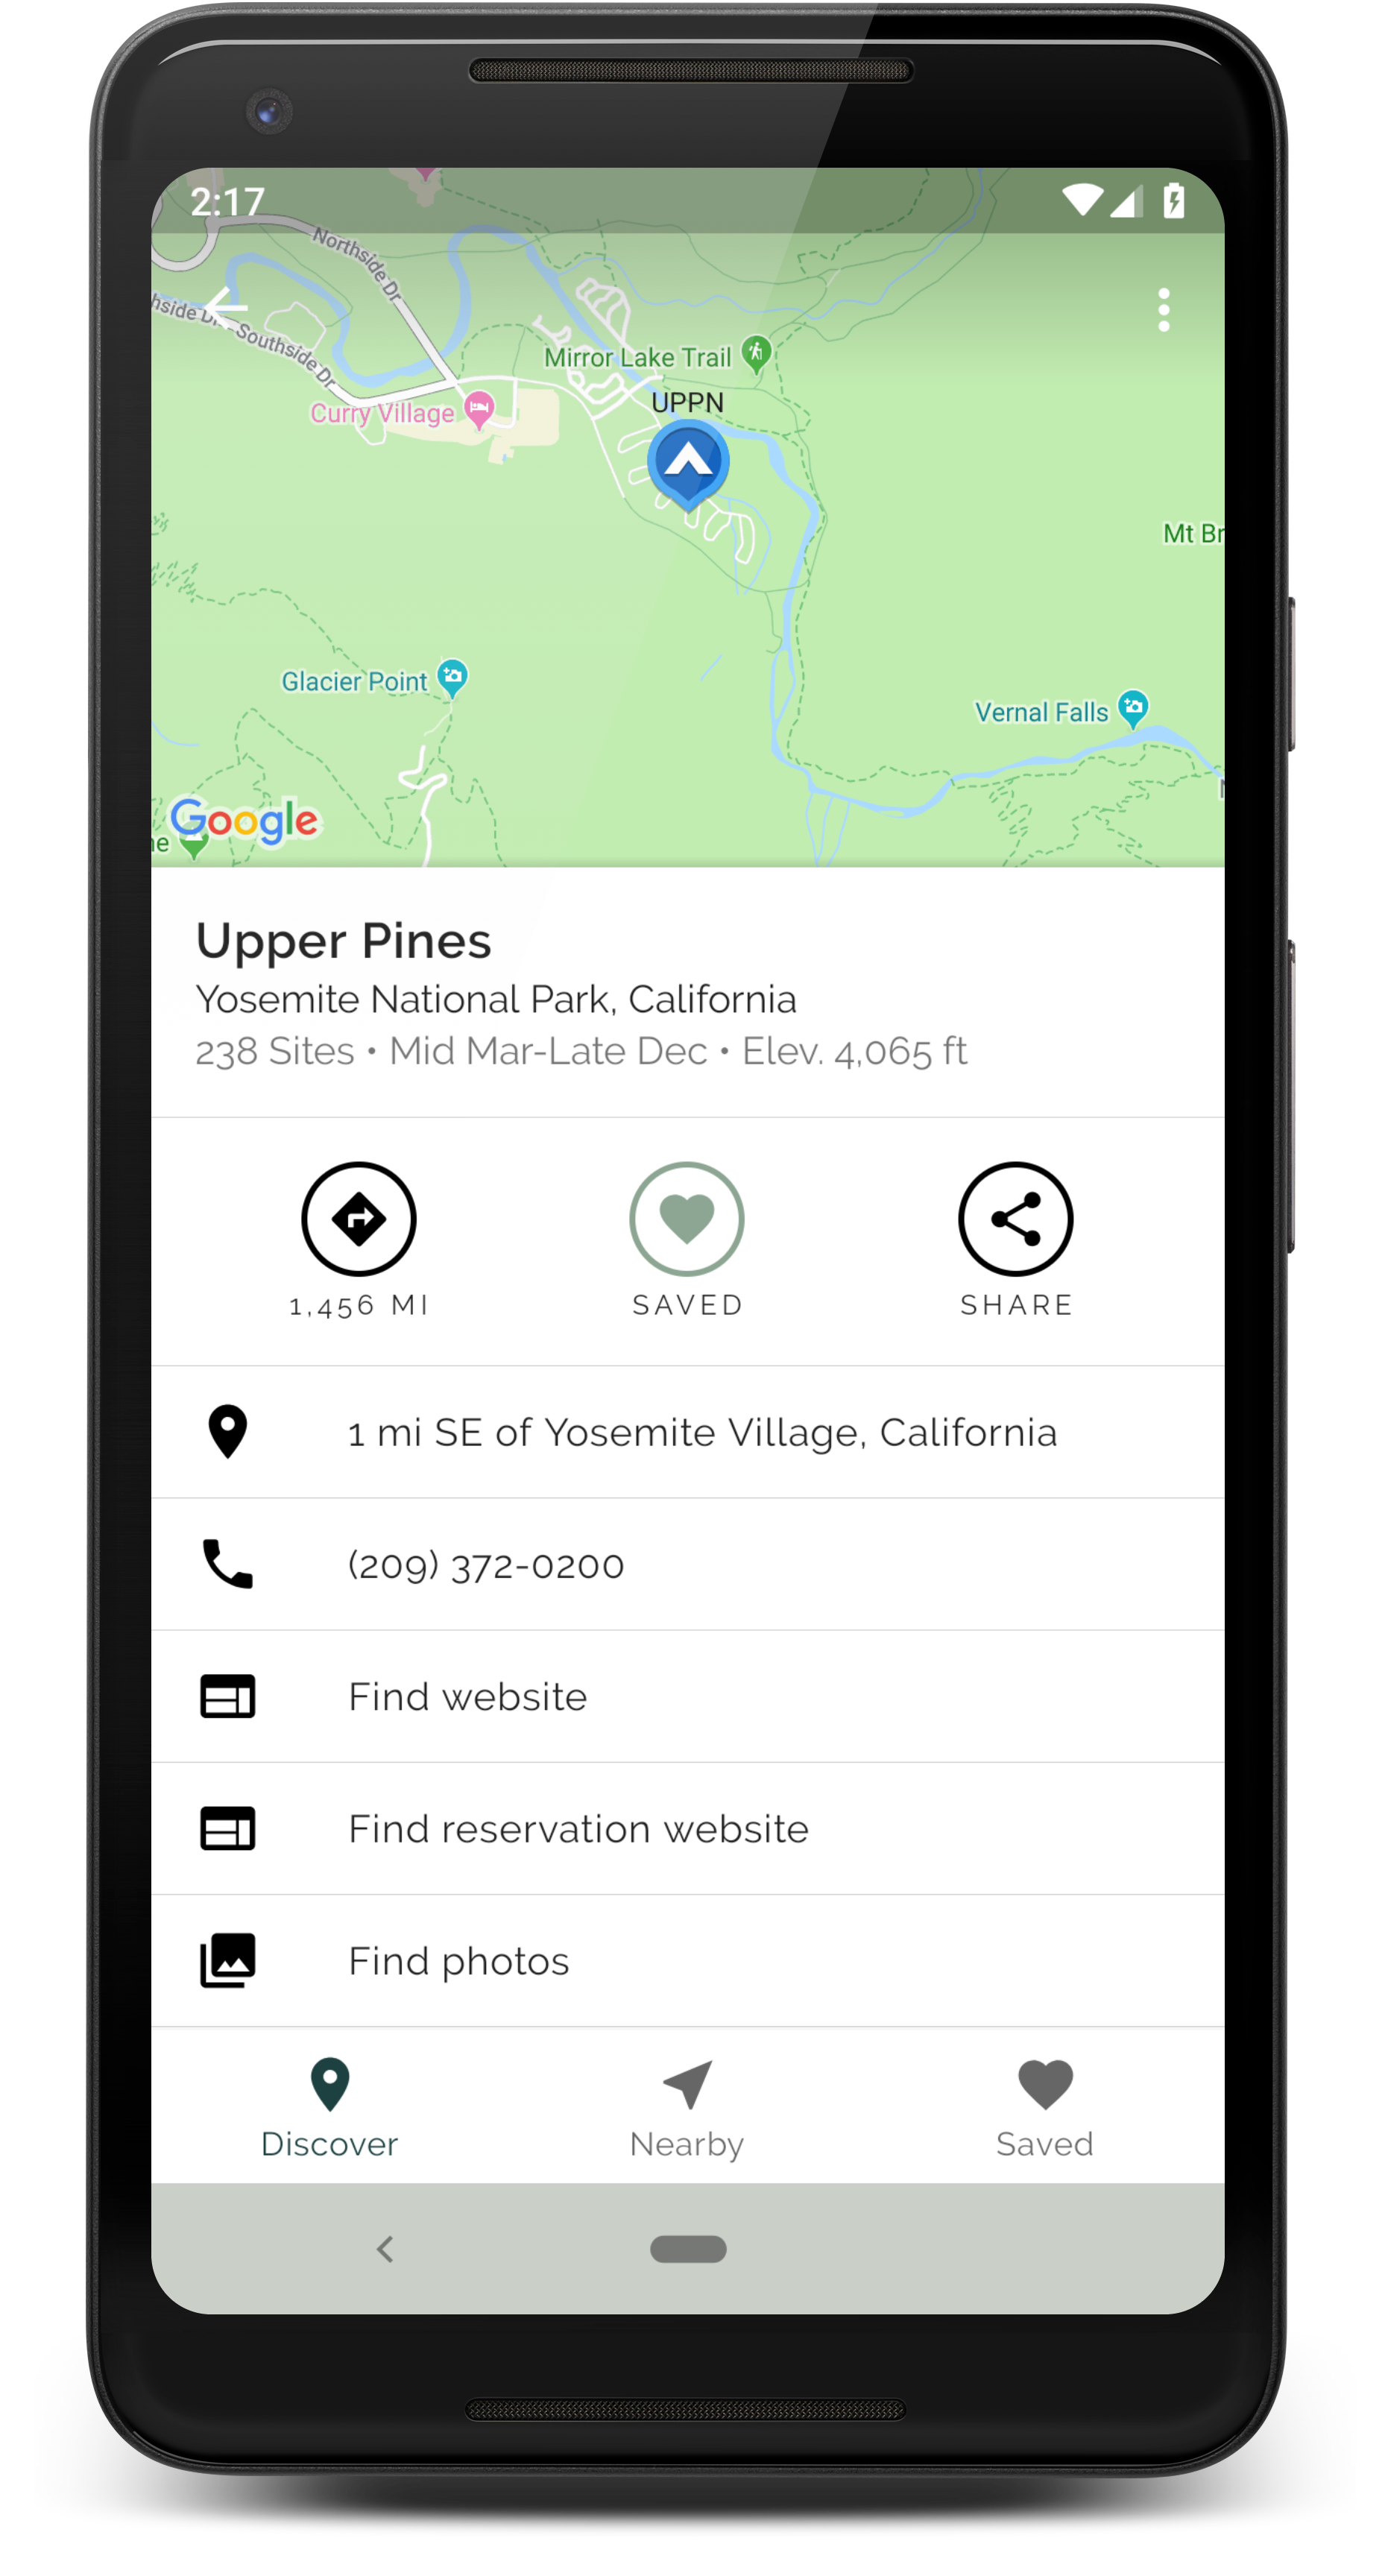 2:17
Northside Dr
hside Dr
Southside Dr
Mirror Lake Trail
UPPN
Curry Village
Mt Br
Glacier Point
Vernal Falls
Google
ne
Upper Pines
Yosemite National Park, California
238 Sites • Mid Mar-Late Dec • Elev. 4,065 ft
1,456 MI
SAVED
SHARE
1 mi SE of Yosemite Village, California
(209) 372-0200
Find website
Find reservation website
Find photos
Discover
Nearby
Saved